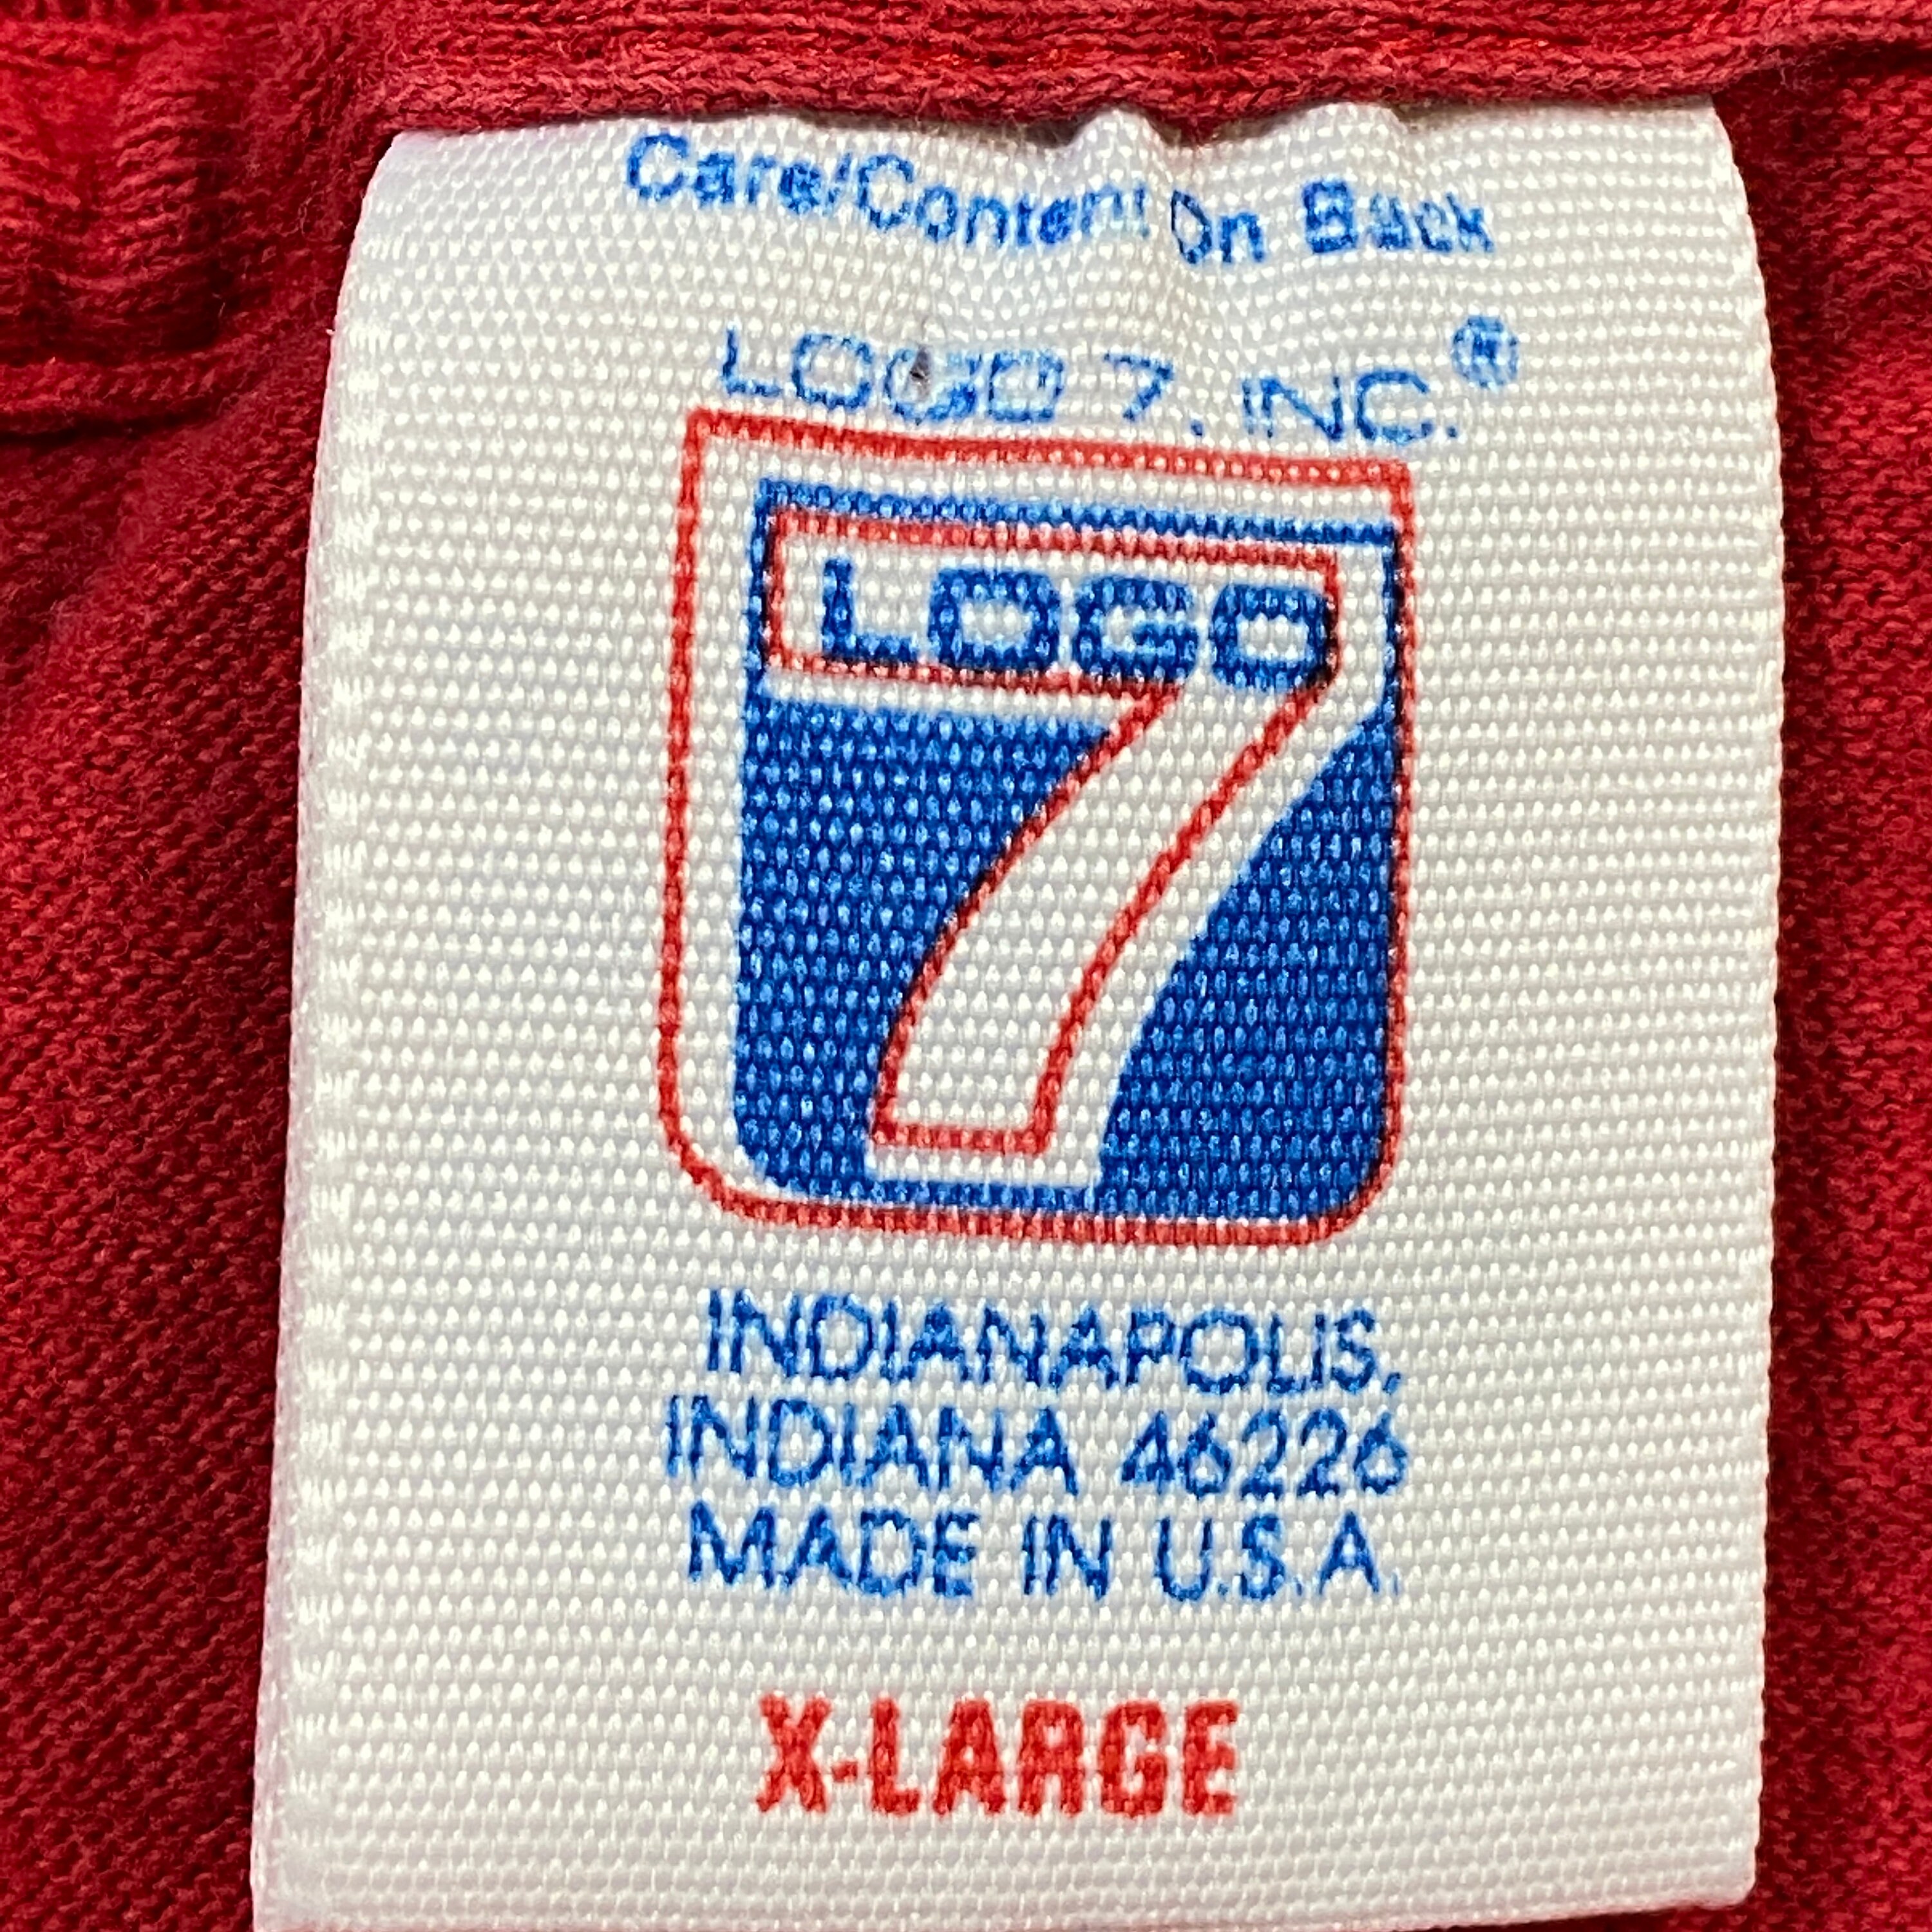 Care/Content On Back
LOGO 7, INC.®
LOGO
7
INDIANAPOLIS,
INDIANA 46226
MADE IN U.S.A.
X-LARGE